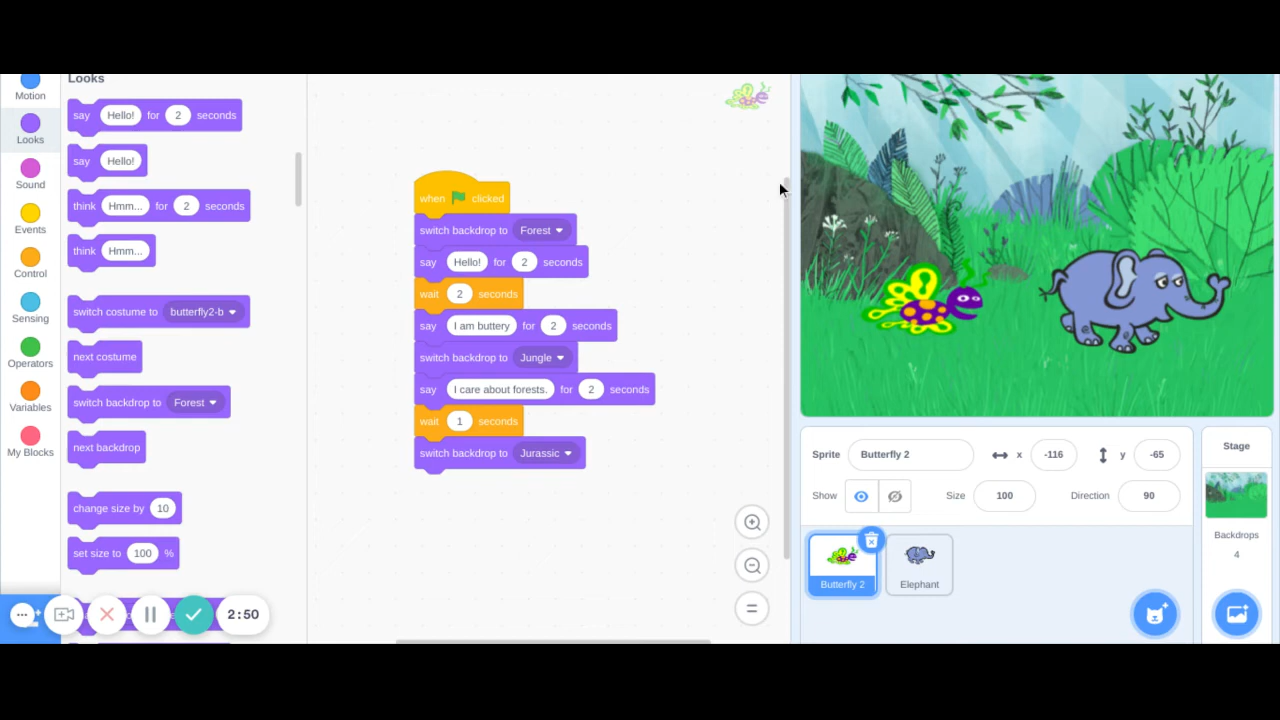 Looks
Motion
Looks
Sound
Events
Control
Sensing
Operators
Variables
My Blocks
say Hello! for 2 seconds
say Hello!
think Hmm... for 2 seconds
think Hmm...
switch costume to butterfly2-b
next costume
switch backdrop to Forest
next backdrop
change size by 10
set size to 100 %
2:50
when clicked
switch backdrop to Forest
say Hello! for 2 seconds
wait 2 seconds
say I am buttery for 2 seconds
switch backdrop to Jungle
say I care about forests. for 2 seconds
wait 1 seconds
switch backdrop to Jurassic
Sprite Butterfly 2 x -116 y -65
Show Size 100 Direction 90
Butterfly 2
Elephant
Stage
Backdrops
4